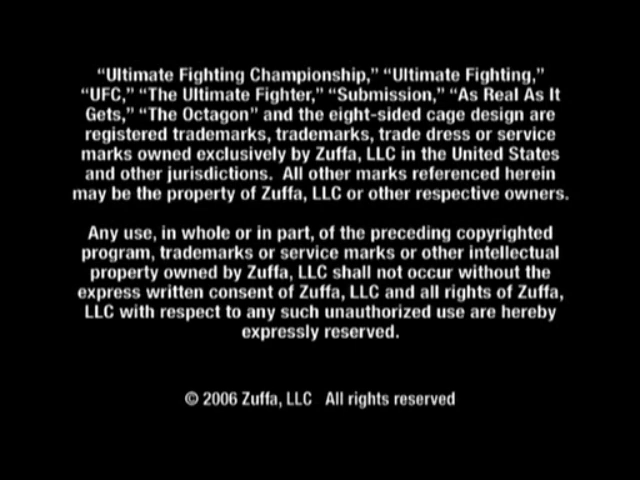 “Ultimate Fighting Championship,” “Ultimate Fighting,”
“UFC,” “The Ultimate Fighter,” “Submission,” “As Real As It
Gets,” “The Octagon” and the eight-sided cage design are
registered trademarks, trademarks, trade dress or service
marks owned exclusively by Zuffa, LLC in the United States
and other jurisdictions.  All other marks referenced herein
may be the property of Zuffa, LLC or other respective owners.
Any use, in whole or in part, of the preceding copyrighted
program, trademarks or service marks or other intellectual
property owned by Zuffa, LLC shall not occur without the
express written consent of Zuffa, LLC and all rights of Zuffa,
LLC with respect to any such unauthorized use are hereby
expressly reserved.
© 2006 Zuffa, LLC   All rights reserved